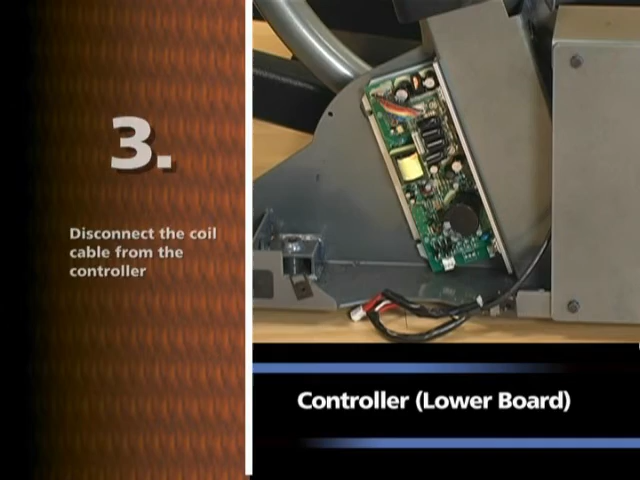 3.
Disconnect the coil
cable from the
controller
Controller (Lower Board)